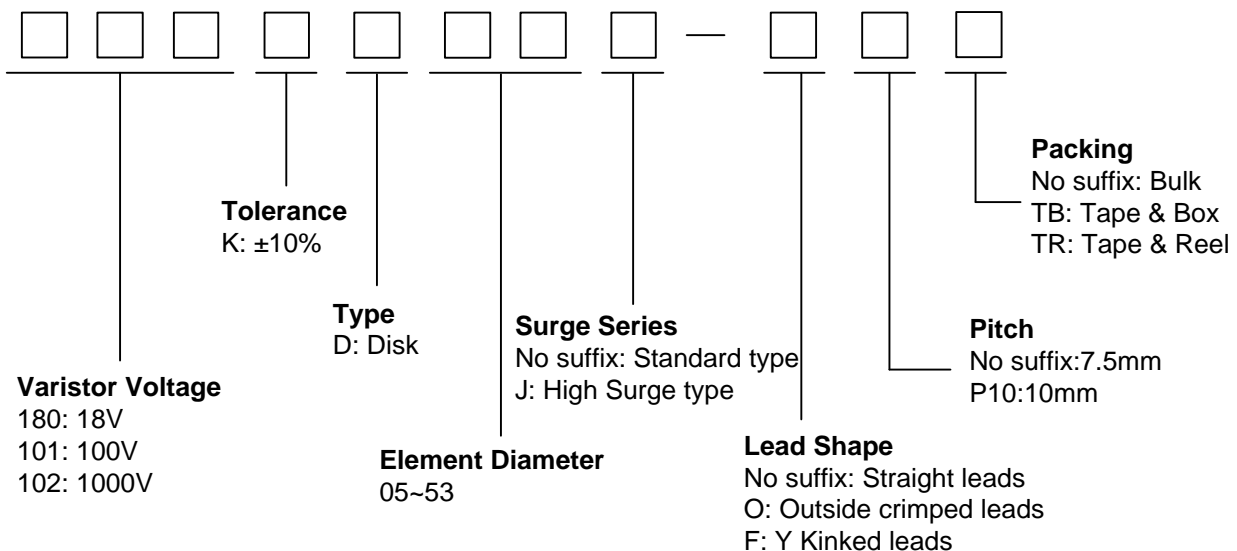 Packing
No suffix: Bulk
TB: Tape & Box
TR: Tape & Reel
Tolerance
K: ±10%
Type
D: Disk
Surge Series
No suffix: Standard type
J: High Surge type
Pitch
No suffix:7.5mm
P10:10mm
Varistor Voltage
180: 18V
101: 100V
102: 1000V
Element Diameter
05~53
Lead Shape
No suffix: Straight leads
O: Outside crimped leads
F: Y Kinked leads